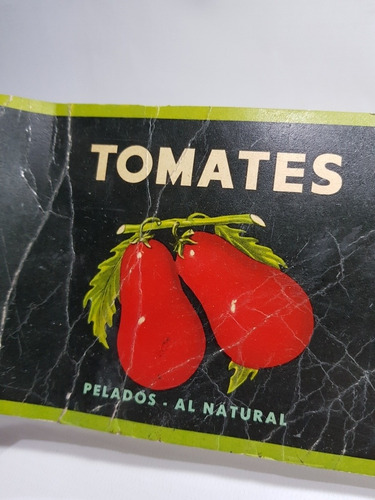 TOMATES
PELADOS - AL NATURAL